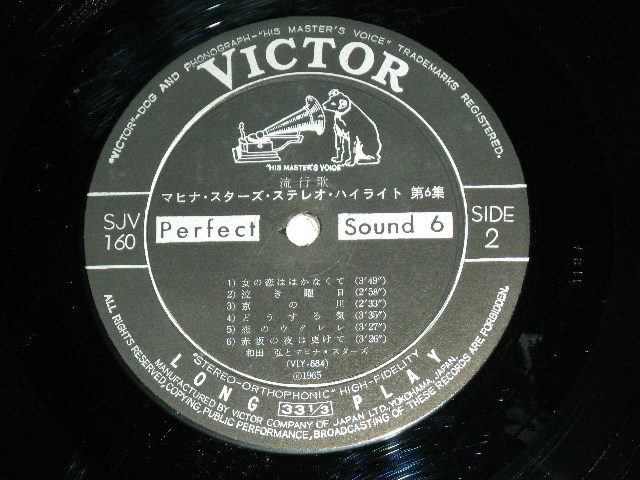 "VICTOR"–DOG AND PHONOGRAPH–"HIS MASTER'S VOICE" TRADEMARKS REGISTERED.
VICTOR
"HIS MASTER'S VOICE"
流行歌
マヒナ・スターズ・ステレオ・ハイライト 第6集
SJV
160
Perfect Sound 6
SIDE
2
1) 女の恋ははかなくて (3'49")
2) 泣き曜日 (2'58")
3) 京の川 (2'33")
4) どうする気 (3'35")
5) 恋のウクレレ (3'27")
6) 赤坂の夜は更けて (3'26")
和田 弘とマヒナ・スターズ
(VLY-884)
©1965
"STEREO-ORTHOPHONIC" HIGH-FIDELITY
LONG 33 1/3 PLAY
MANUFACTURED BY VICTOR COMPANY OF JAPAN LTD, YOKOHAMA, JAPAN.
ALL RIGHTS RESERVED, COPYING, PUBLIC PERFORMANCE, BROADCASTING OF THESE RECORDS ARE FORBIDDEN.